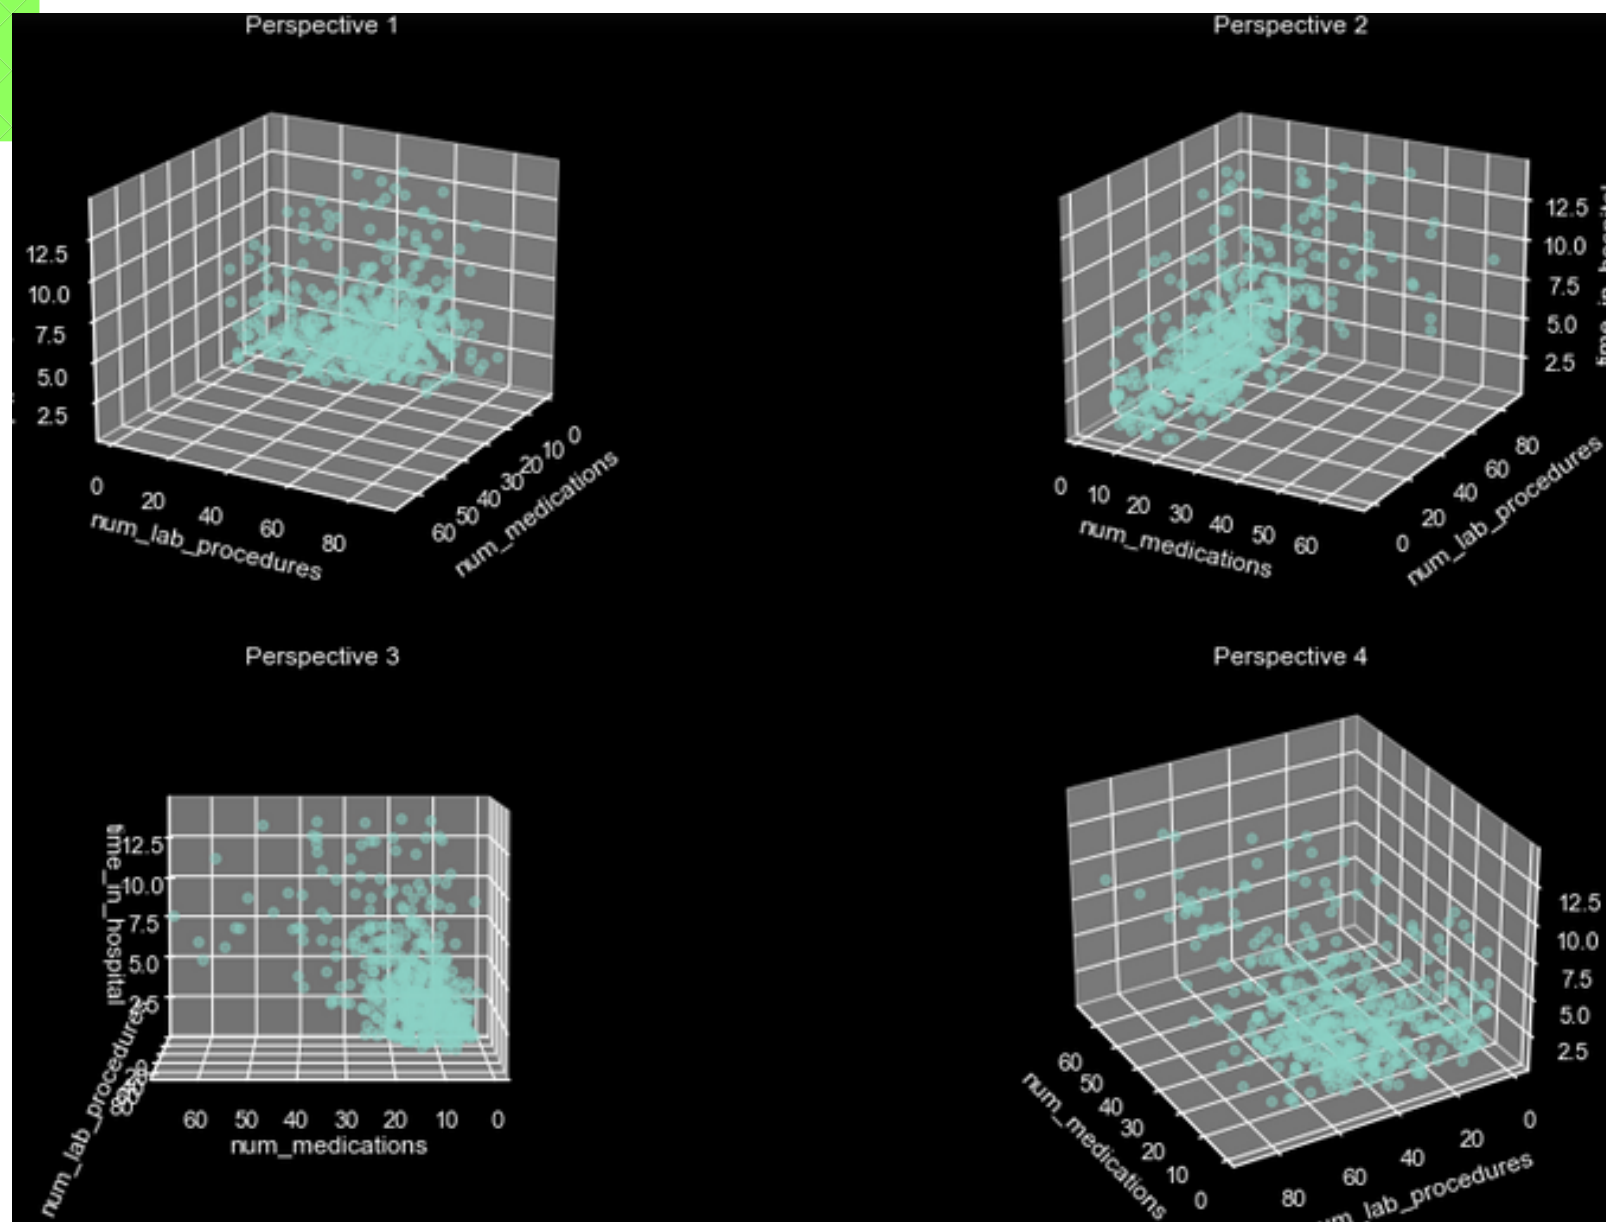 Perspective 1
12.5
10.0
7.5
5.0
2.5
0 20 40 60 80
num_lab_procedures
60 50 40 30 20 10 0
num_medications
Perspective 2
12.5
10.0
7.5
5.0
2.5
0 10 20 30 40 50 60
num_medications
0 20 40 60 80
num_lab_procedures
Perspective 3
time_in_hospital
12.5
10.0
7.5
5.0
2.5
num_lab_procedures
60 50 40 30 20 10 0
num_medications
Perspective 4
12.5
10.0
7.5
5.0
2.5
60 50 40 30 20 10 0
num_medications
80 60 40 20 0
um_lab_procedures